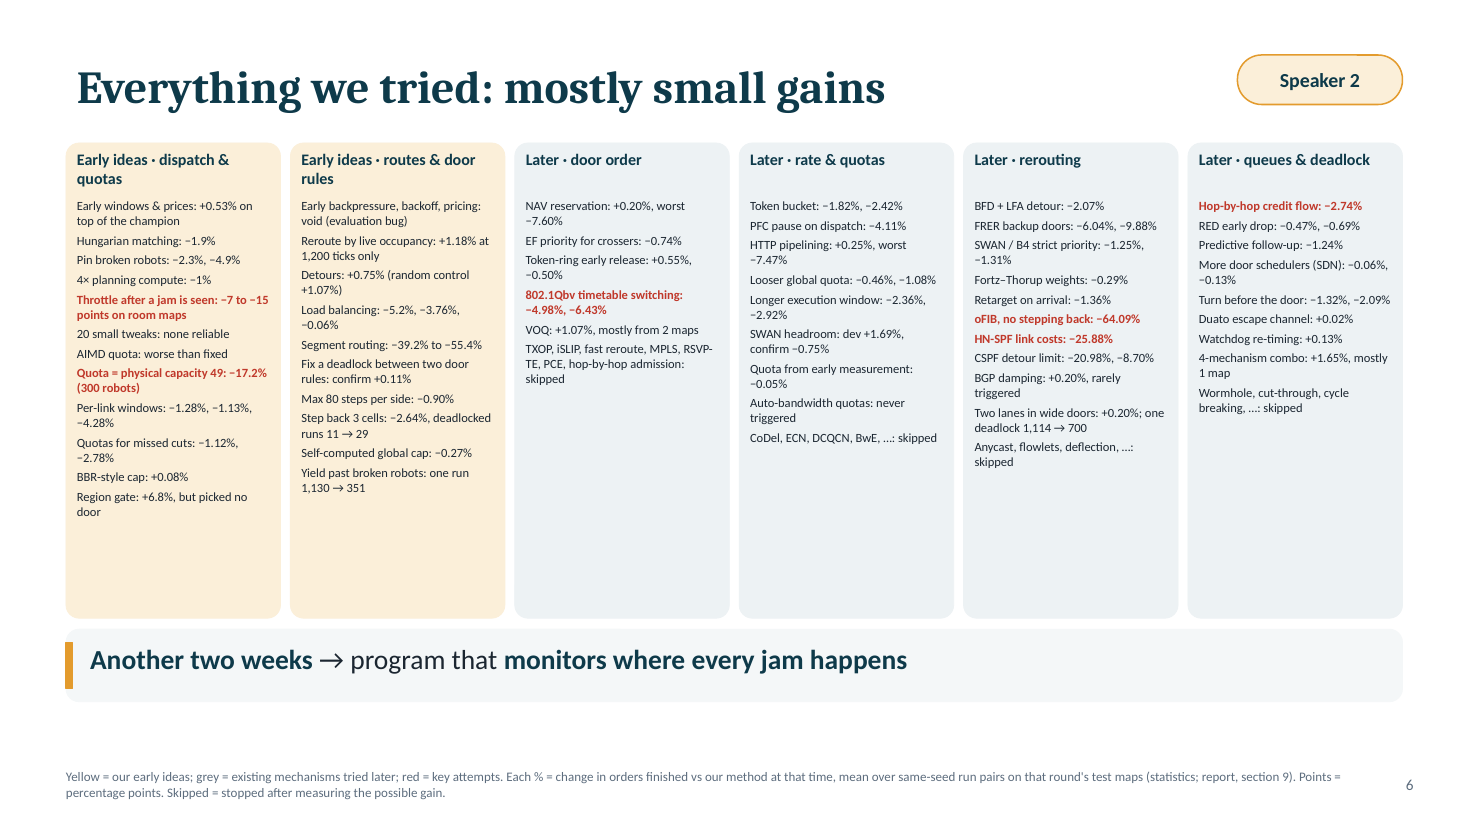 Everything we tried: mostly small gains
Speaker 2
Early ideas · dispatch &
quotas
Early windows & prices: +0.53% on
top of the champion
Hungarian matching: −1.9%
Pin broken robots: −2.3%, −4.9%
4× planning compute: −1%
Throttle after a jam is seen: −7 to −15
points on room maps
20 small tweaks: none reliable
AIMD quota: worse than fixed
Quota = physical capacity 49: −17.2%
(300 robots)
Per-link windows: −1.28%, −1.13%,
−4.28%
Quotas for missed cuts: −1.12%,
−2.78%
BBR-style cap: +0.08%
Region gate: +6.8%, but picked no
door
Early ideas · routes & door
rules
Early backpressure, backoff, pricing:
void (evaluation bug)
Reroute by live occupancy: +1.18% at
1,200 ticks only
Detours: +0.75% (random control
+1.07%)
Load balancing: −5.2%, −3.76%,
−0.06%
Segment routing: −39.2% to −55.4%
Fix a deadlock between two door
rules: confirm +0.11%
Max 80 steps per side: −0.90%
Step back 3 cells: −2.64%, deadlocked
runs 11 → 29
Self-computed global cap: −0.27%
Yield past broken robots: one run
1,130 → 351
Later · door order
NAV reservation: +0.20%, worst
−7.60%
EF priority for crossers: −0.74%
Token-ring early release: +0.55%,
−0.50%
802.1Qbv timetable switching:
−4.98%, −6.43%
VOQ: +1.07%, mostly from 2 maps
TXOP, iSLIP, fast reroute, MPLS, RSVP-
TE, PCE, hop-by-hop admission:
skipped
Later · rate & quotas
Token bucket: −1.82%, −2.42%
PFC pause on dispatch: −4.11%
HTTP pipelining: +0.25%, worst
−7.47%
Looser global quota: −0.46%, −1.08%
Longer execution window: −2.36%,
−2.92%
SWAN headroom: dev +1.69%,
confirm −0.75%
Quota from early measurement:
−0.05%
Auto-bandwidth quotas: never
triggered
CoDel, ECN, DCQCN, BwE, ...: skipped
Later · rerouting
BFD + LFA detour: −2.07%
FRER backup doors: −6.04%, −9.88%
SWAN / B4 strict priority: −1.25%,
−1.31%
Fortz–Thorup weights: −0.29%
Retarget on arrival: −1.36%
oFIB, no stepping back: −64.09%
HN-SPF link costs: −25.88%
CSPF detour limit: −20.98%, −8.70%
BGP damping: +0.20%, rarely
triggered
Two lanes in wide doors: +0.20%; one
deadlock 1,114 → 700
Anycast, flowlets, deflection, ...:
skipped
Later · queues & deadlock
Hop-by-hop credit flow: −2.74%
RED early drop: −0.47%, −0.69%
Predictive follow-up: −1.24%
More door schedulers (SDN): −0.06%,
−0.13%
Turn before the door: −1.32%, −2.09%
Duato escape channel: +0.02%
Watchdog re-timing: +0.13%
4-mechanism combo: +1.65%, mostly
1 map
Wormhole, cut-through, cycle
breaking, ...: skipped
Another two weeks → program that monitors where every jam happens
Yellow = our early ideas; grey = existing mechanisms tried later; red = key attempts. Each % = change in orders finished vs our method at that time, mean over same-seed run pairs on that round's test maps (statistics; report, section 9). Points =
percentage points. Skipped = stopped after measuring the possible gain.
6